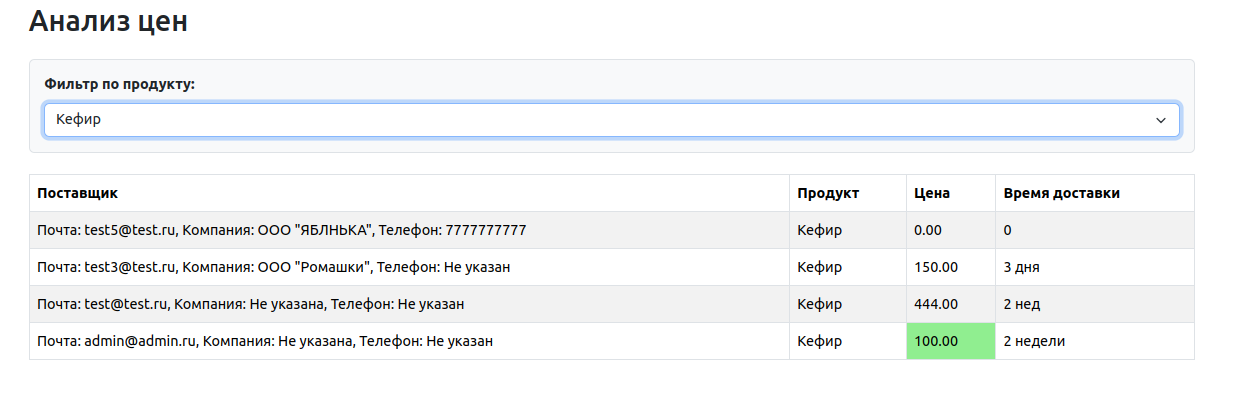 Анализ цен
Фильтр по продукту:
Кефир
Поставщик Продукт Цена Время доставки
Почта: test5@test.ru, Компания: ООО "ЯБЛНЬКА", Телефон: 7777777777 Кефир 0.00 0
Почта: test3@test.ru, Компания: ООО "Ромашки", Телефон: Не указан Кефир 150.00 3 дня
Почта: test@test.ru, Компания: Не указана, Телефон: Не указан Кефир 444.00 2 нед
Почта: admin@admin.ru, Компания: Не указана, Телефон: Не указан Кефир 100.00 2 недели